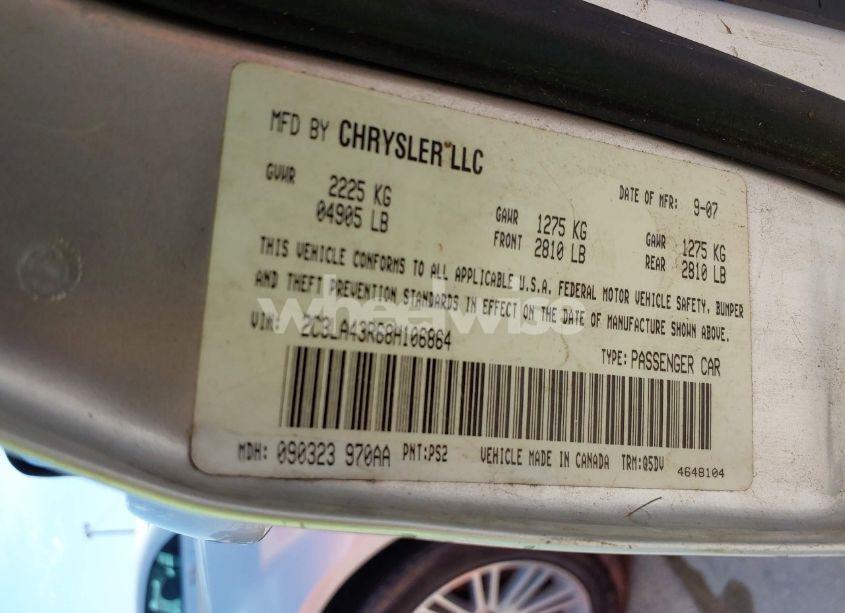 MFD BY CHRYSLER LLC
GVWR 2225 KG
04905 LB
DATE OF MFR: 9-07
GAWR FRONT 1275 KG 2810 LB
GAWR REAR 1275 KG 2810 LB
THIS VEHICLE CONFORMS TO ALL APPLICABLE U.S.A. FEDERAL MOTOR VEHICLE SAFETY, BUMPER
AND THEFT PREVENTION STANDARDS IN EFFECT ON THE DATE OF MANUFACTURE SHOWN ABOVE.
wheelwise
VIN: 2C3LA43R68H106864
TYPE: PASSENGER CAR
MDH: 090323 970AA PNT:PS2 VEHICLE MADE IN CANADA TRM:Q5DV
4648104